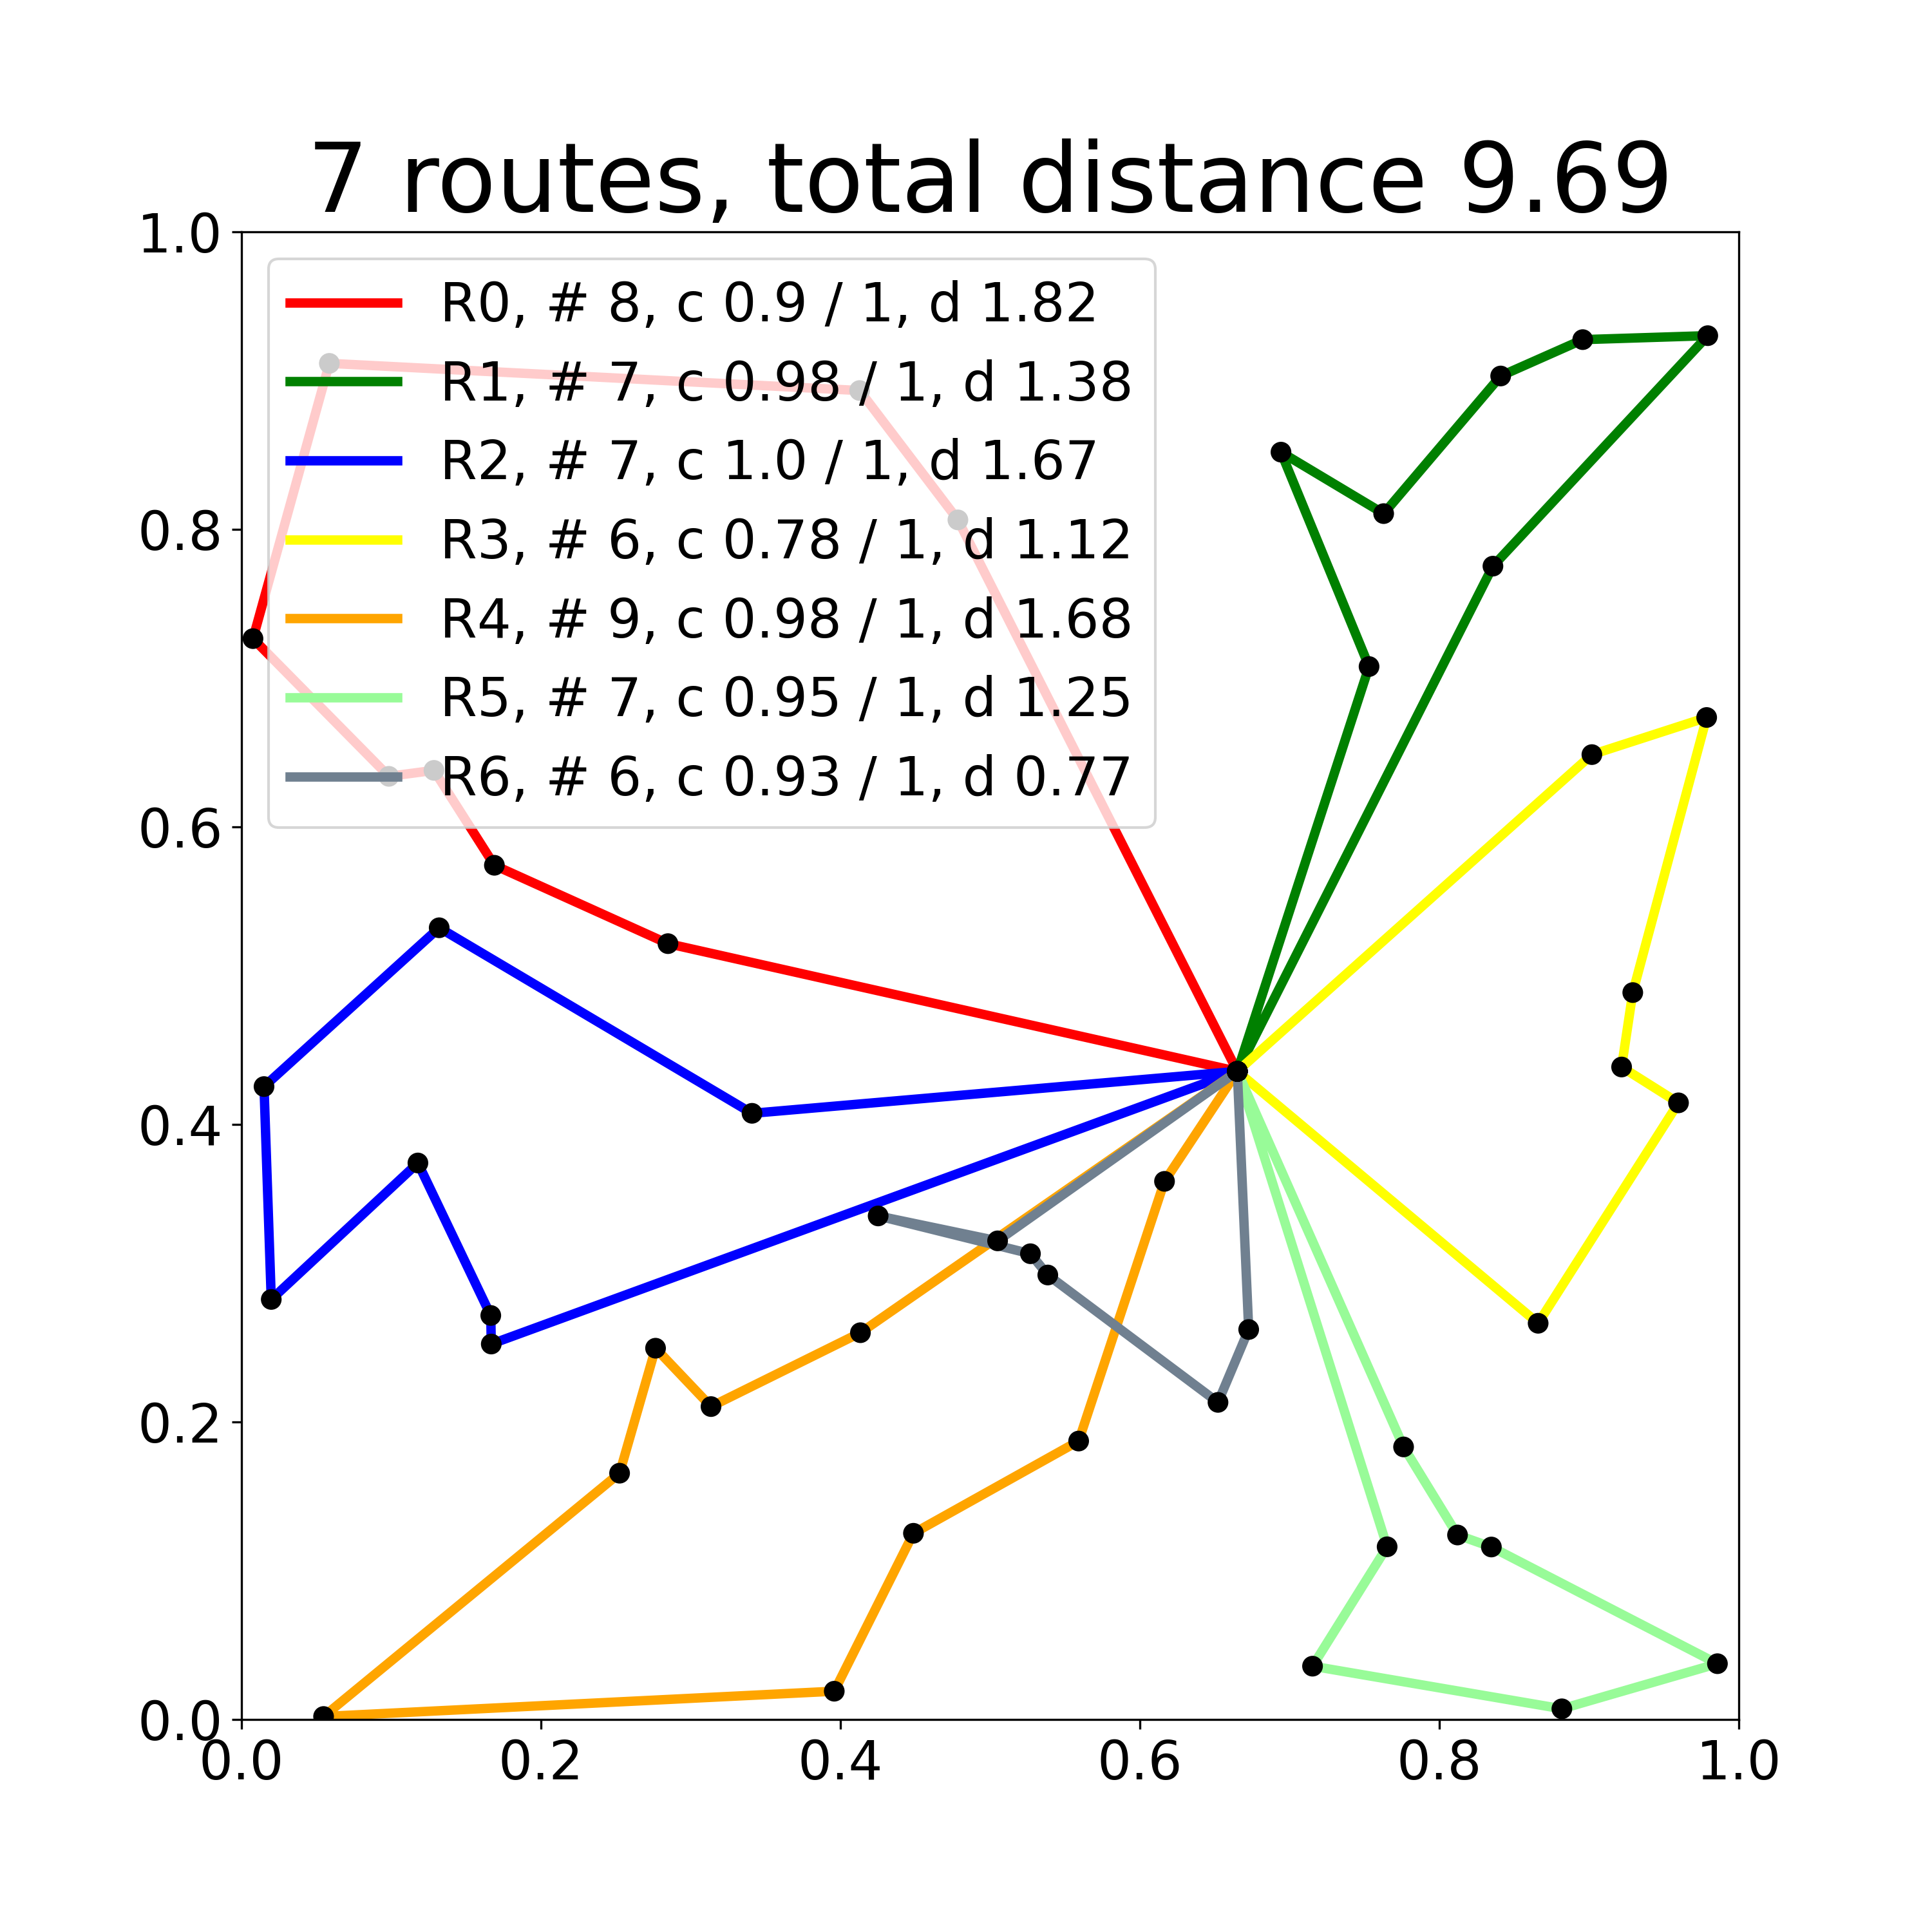 7 routes, total distance 9.69
1.0
R0, # 8, c 0.9 / 1, d 1.82
R1, # 7, c 0.98 / 1, d 1.38
R2, # 7, c 1.0 / 1, d 1.67
0.8
R3, # 6, c 0.78 / 1, d 1.12
R4, # 9, c 0.98 / 1, d 1.68
R5, # 7, c 0.95 / 1, d 1.25
R6, # 6, c 0.93 / 1, d 0.77
0.6
0.4
0.2
0.0
0.0 0.2 0.4 0.6 0.8 1.0